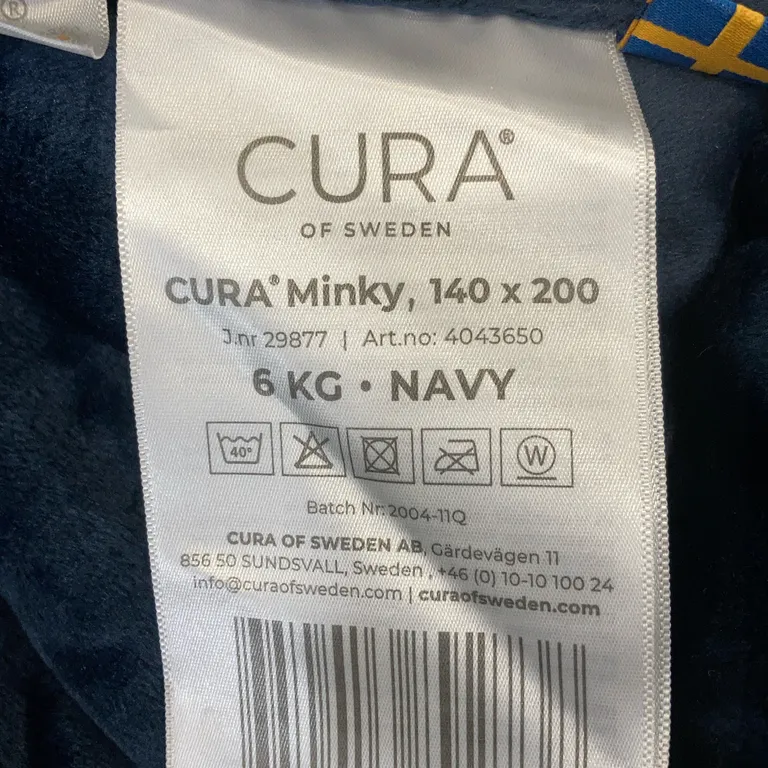 ®
CURA®
OF SWEDEN
CURA® Minky, 140 x 200
J.nr 29877 | Art.no: 4043650
6 KG • NAVY
40°
W
Batch Nr: 2004-11Q
CURA OF SWEDEN AB, Gärdevägen 11
856 50 SUNDSVALL, Sweden , +46 (0) 10-10 100 24
info@curaofsweden.com | curaofsweden.com